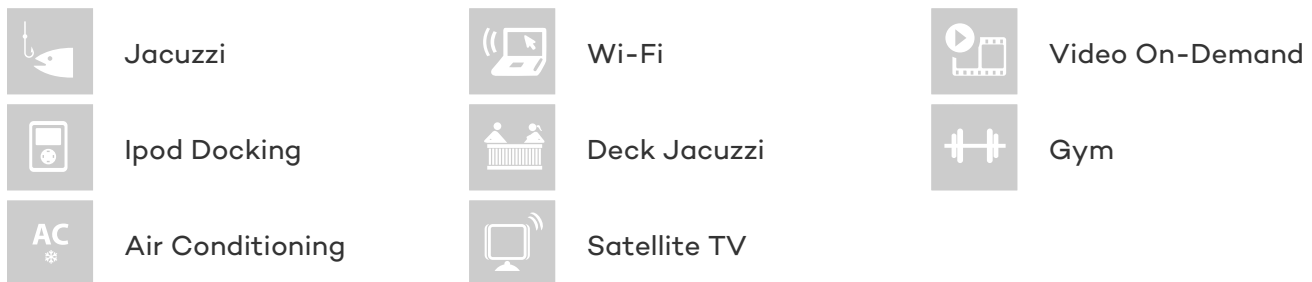 Jacuzzi
Wi-Fi
Video On-Demand
Ipod Docking
Deck Jacuzzi
Gym
AC
Air Conditioning
Satellite TV